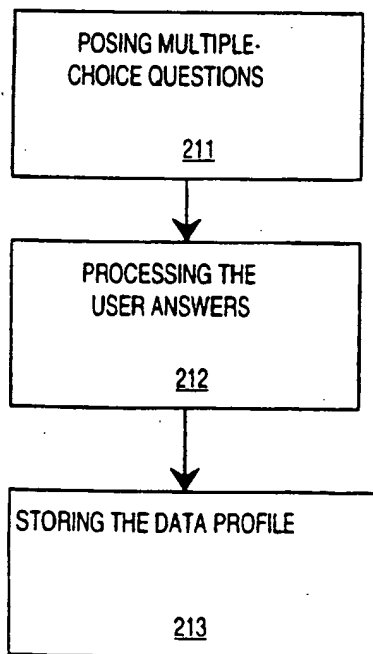 POSING MULTIPLE-
CHOICE QUESTIONS
211
PROCESSING THE
USER ANSWERS
212
STORING THE DATA PROFILE
213